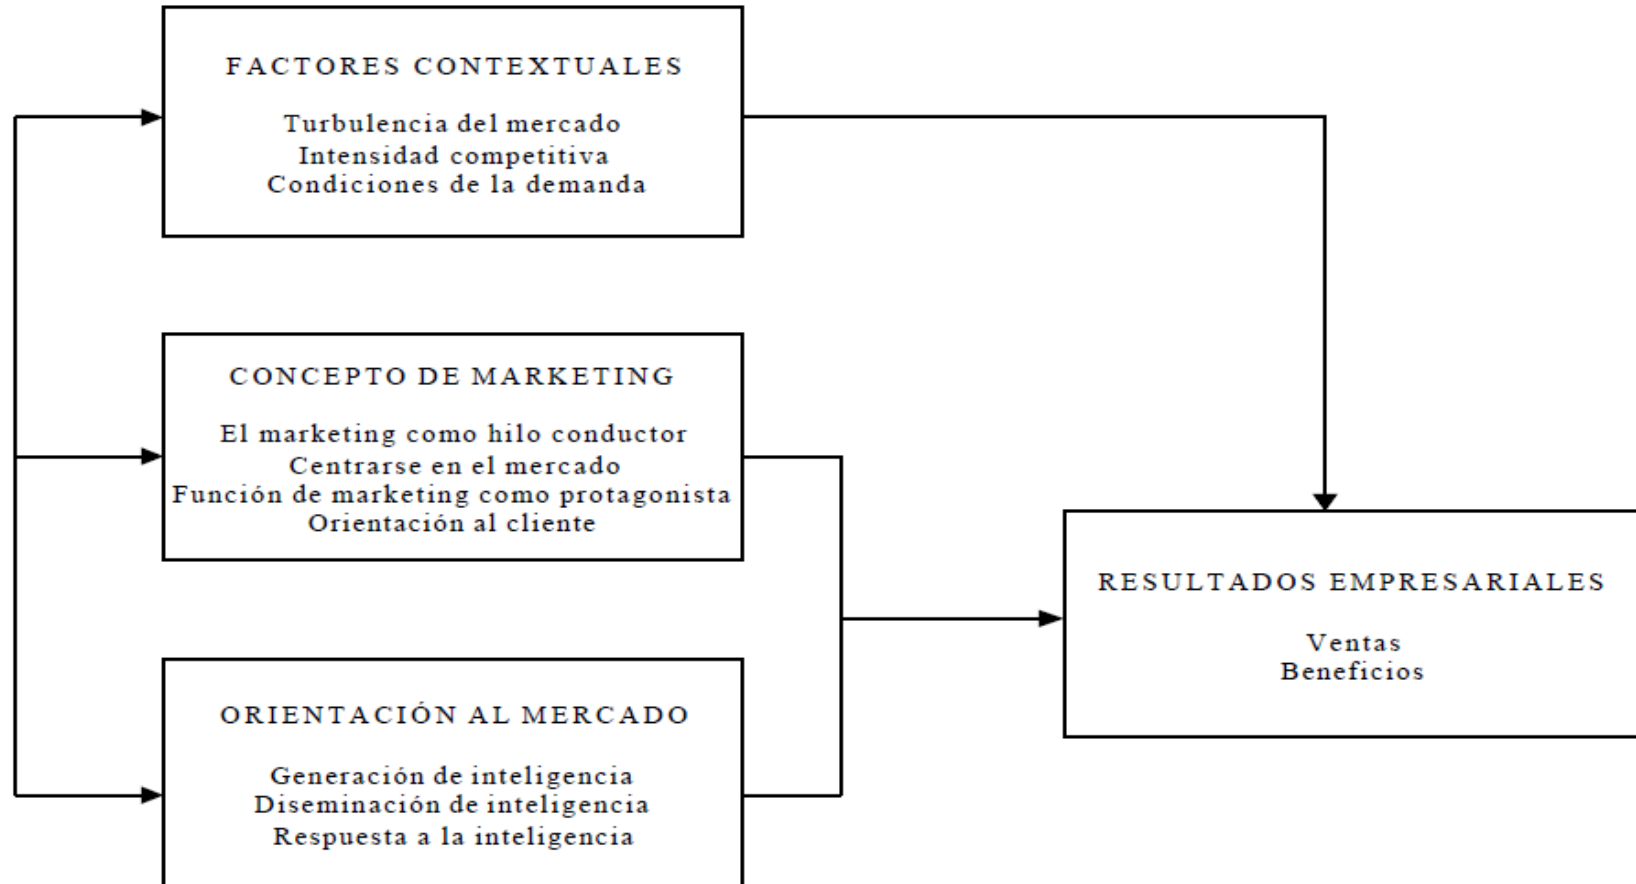 FACTORES CONTEXTUALES
Turbulencia del mercado
Intensidad competitiva
Condiciones de la demanda
CONCEPTO DE MARKETING
El marketing como hilo conductor
Centrarse en el mercado
Función de marketing como protagonista
Orientación al cliente
ORIENTACIÓN AL MERCADO
Generación de inteligencia
Diseminación de inteligencia
Respuesta a la inteligencia
RESULTADOS EMPRESARIALES
Ventas
Beneficios